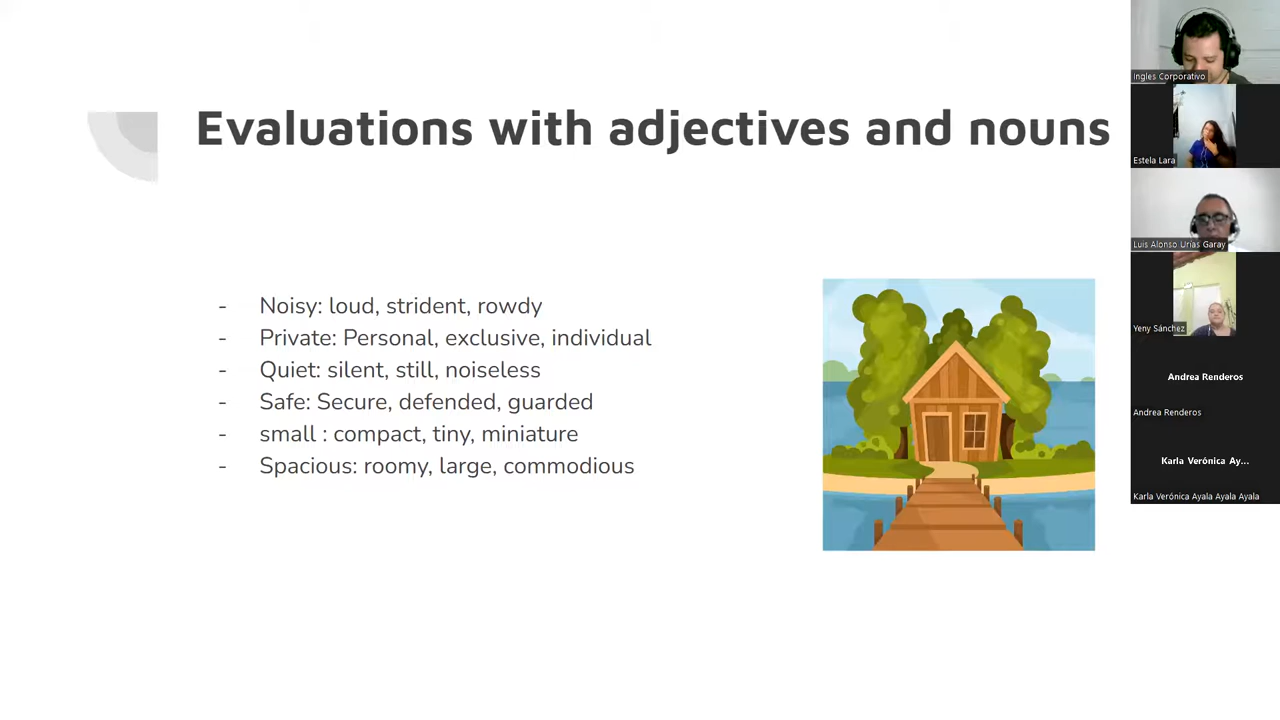 Evaluations with adjectives and nouns
- Noisy: loud, strident, rowdy
- Private: Personal, exclusive, individual
- Quiet: silent, still, noiseless
- Safe: Secure, defended, guarded
- small : compact, tiny, miniature
- Spacious: roomy, large, commodious
Ingles Corporativo
Estela Lara
Luis Alonso Urías Garay
Yeny Sánchez
Andrea Renderos
Andrea Renderos
Karla Verónica Ay...
Karla Verónica Ayala Ayala Ayala